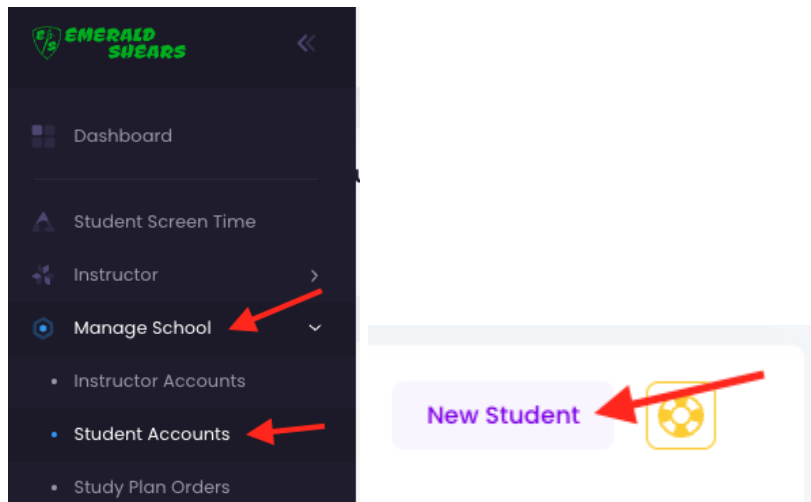 EMERALD
SHEARS
Dashboard
Student Screen Time
Instructor
Manage School
Instructor Accounts
Student Accounts
Study Plan Orders
New Student